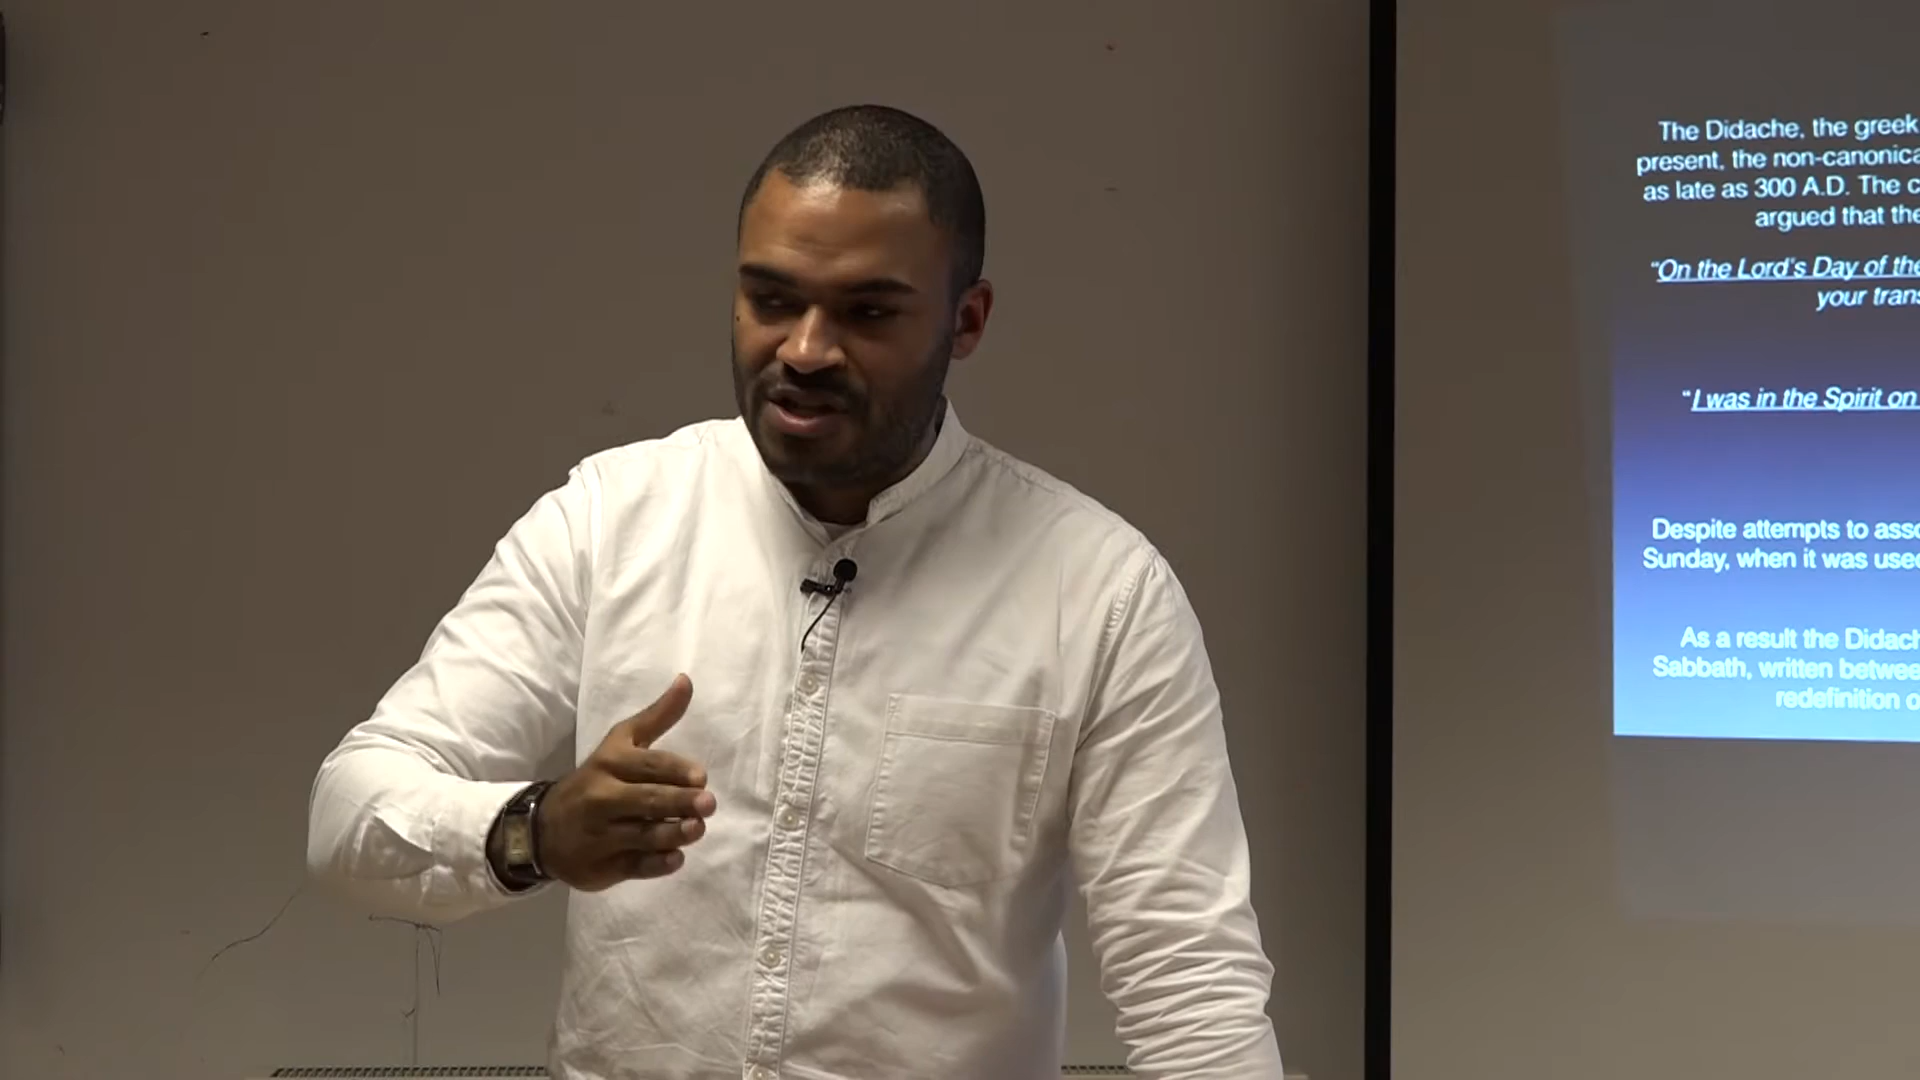 The Didache, the greek
present, the non-canonica
as late as 300 A.D. The c
argued that the
“On the Lord's Day of the
your trans
“I was in the Spirit on
Despite attempts to asso
Sunday, when it was used
As a result the Didach
Sabbath, written betwee
redefinition o